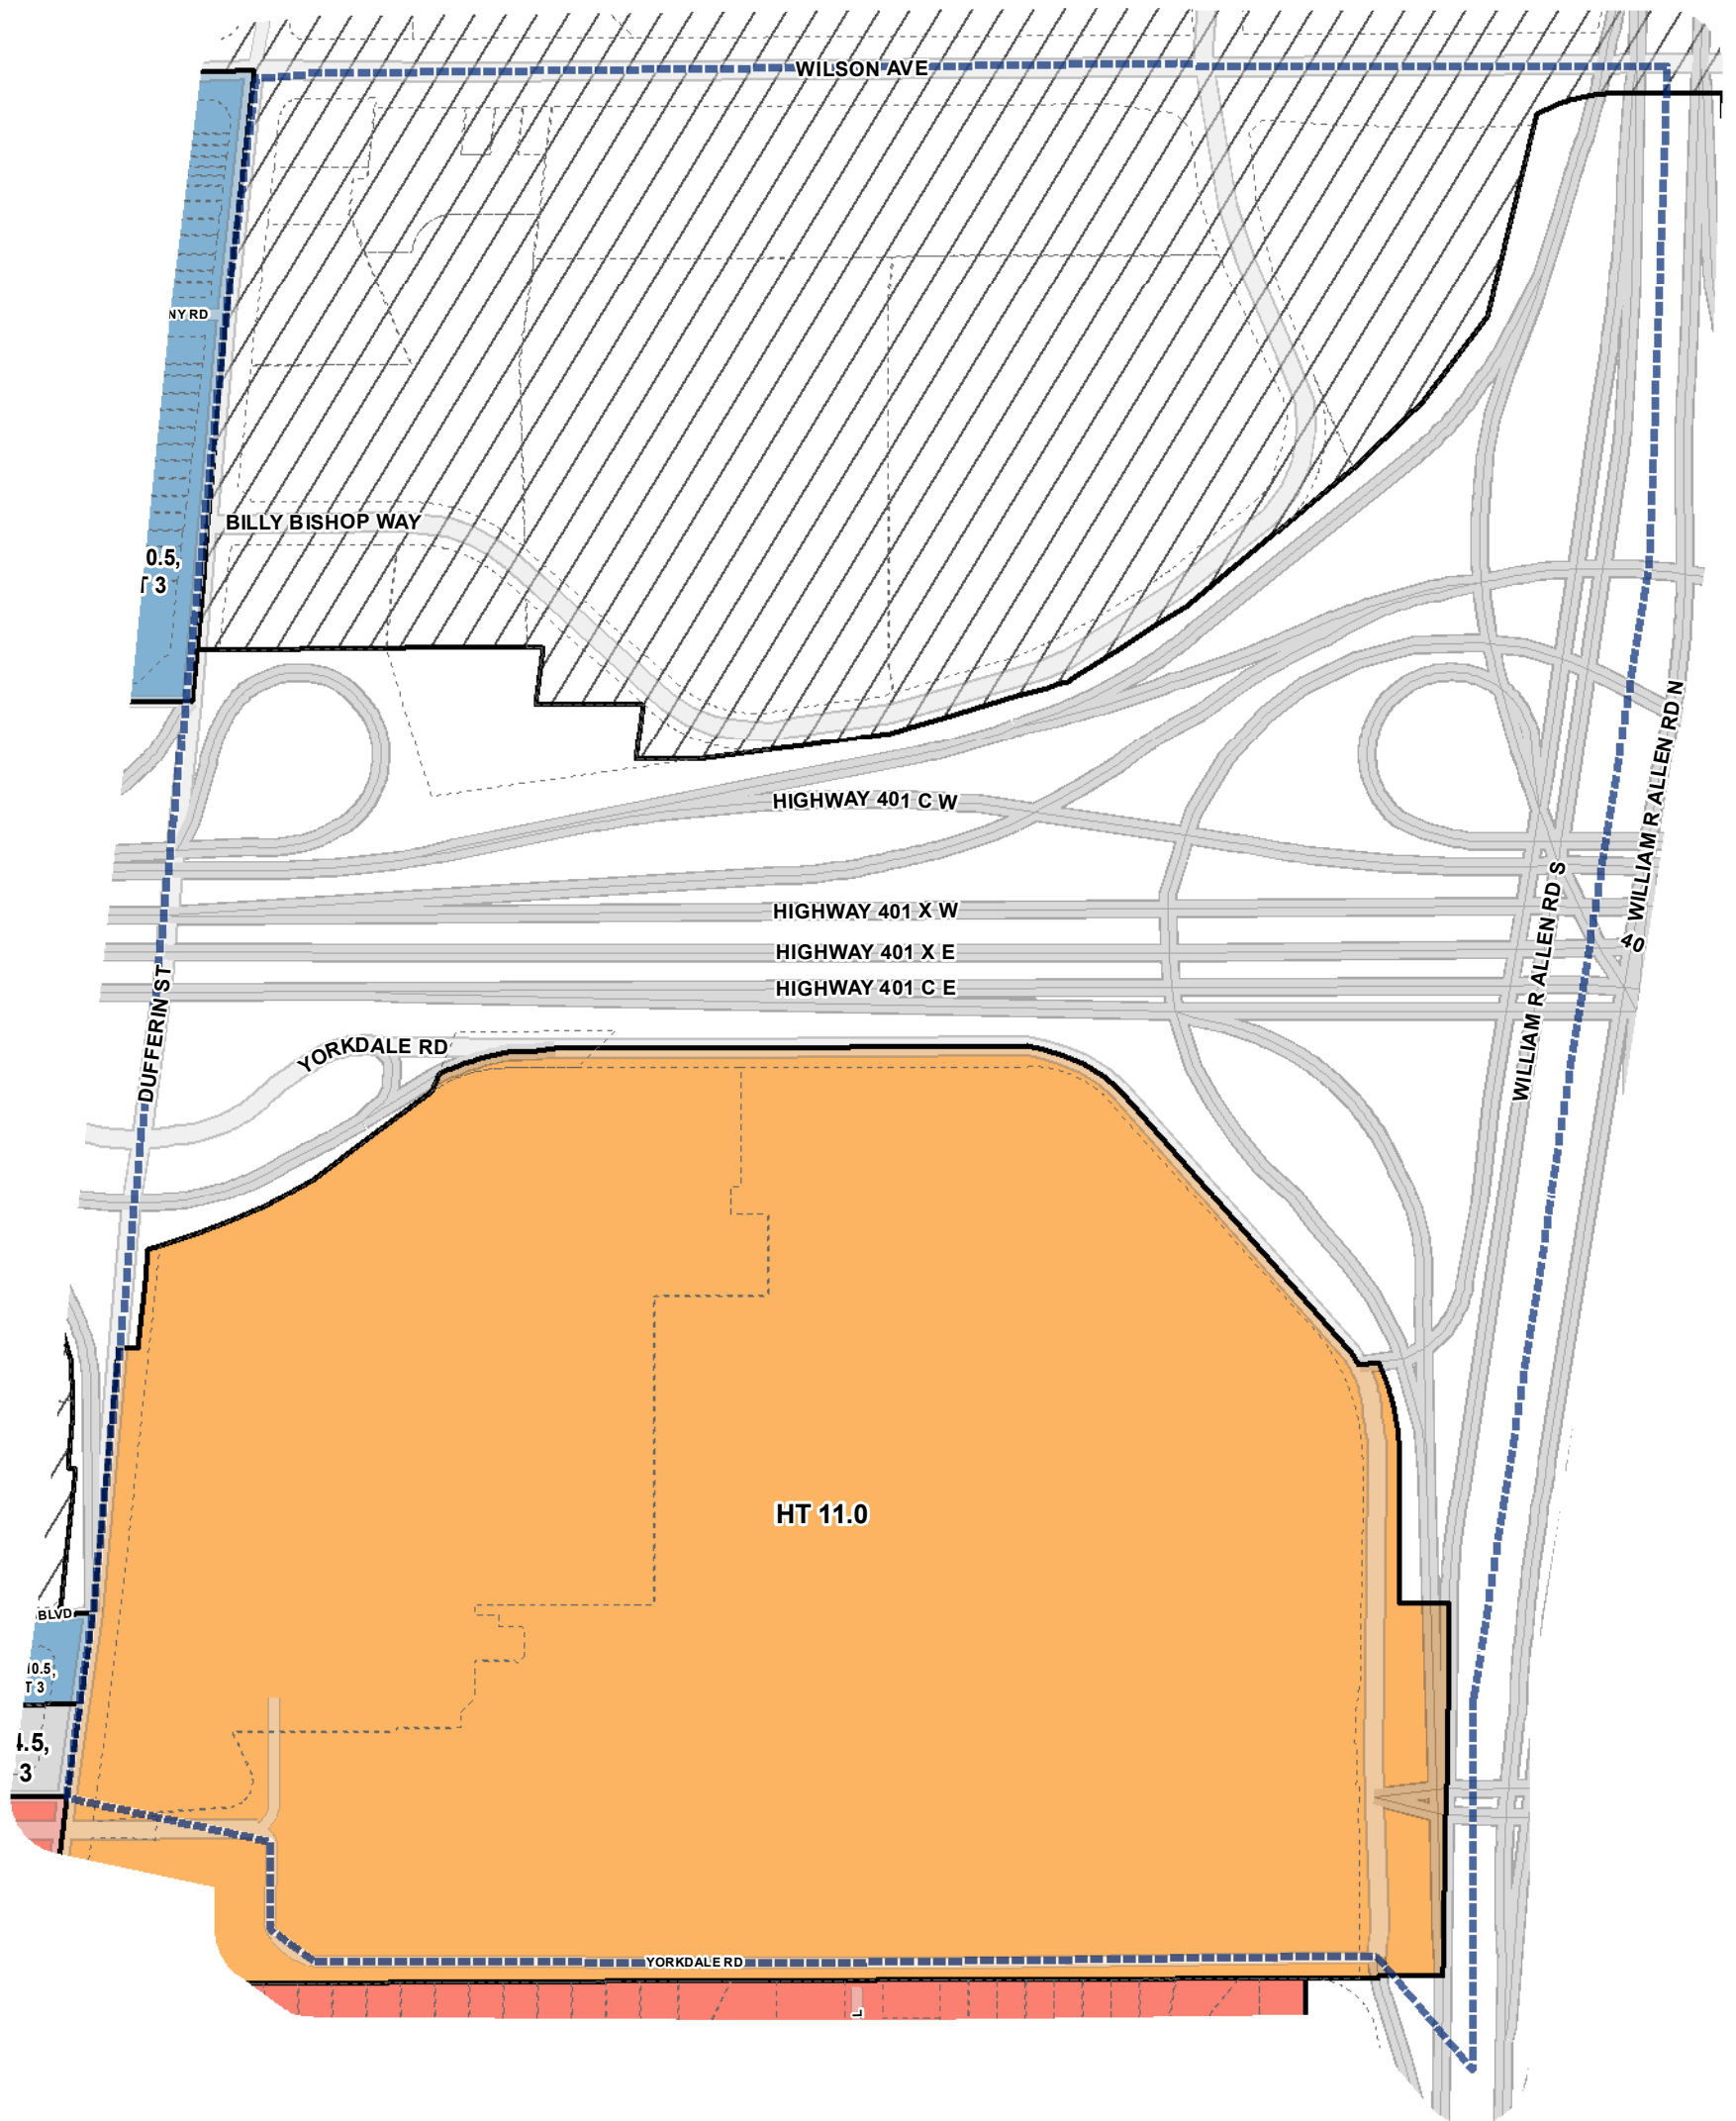 WILSON AVE
NY RD
BILLY BISHOP WAY
0.5,
T 3
WILLIAM R ALLEN RD N
HIGHWAY 401 C W
HIGHWAY 401 X W
40
HIGHWAY 401 X E
HIGHWAY 401 C E
WILLIAM R ALLEN RD S
DUFFERIN ST
YORKDALE RD
HT 11.0
BLVD
10.5,
T 3
4.5,
3
YORKDALE RD
L